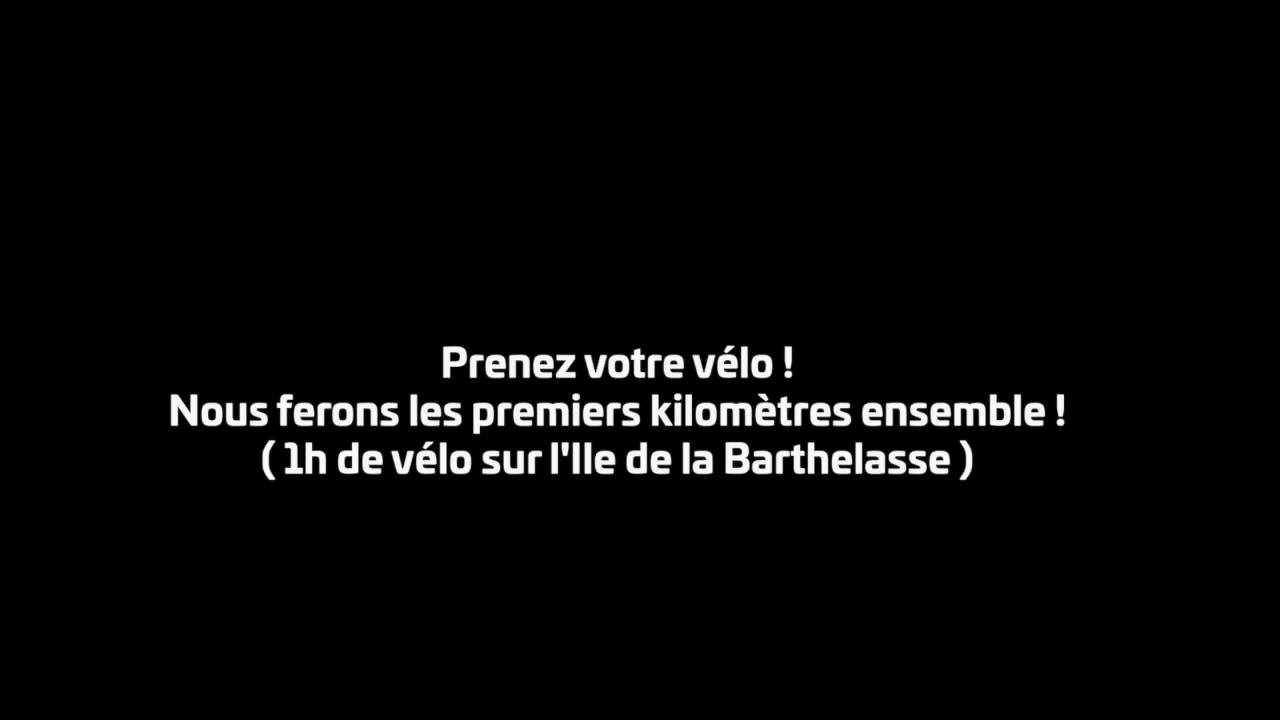 Prenez votre vélo !
Nous ferons les premiers kilomètres ensemble !
( 1h de vélo sur l'Ile de la Barthelasse )